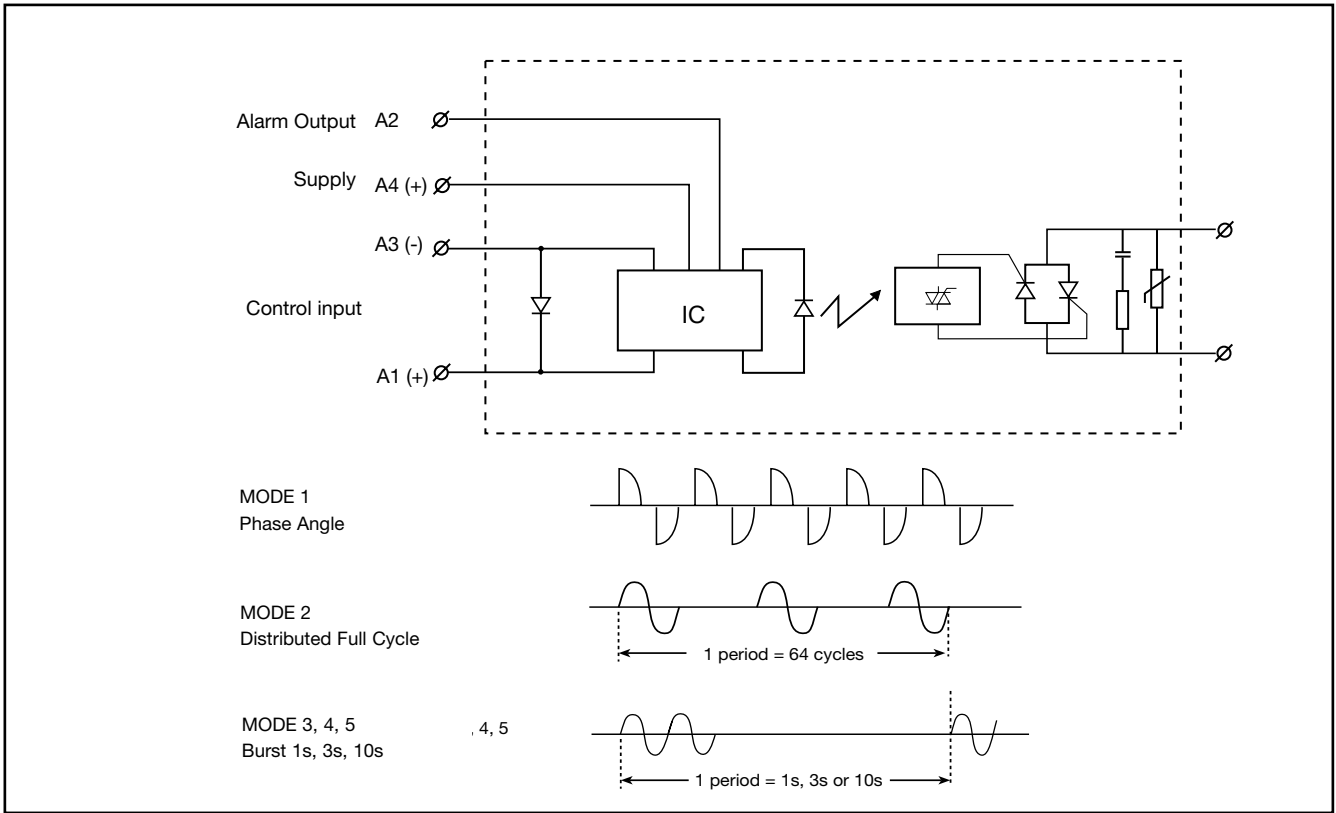 Alarm Output A2
Supply A4 (+)
A3 (-)
Control input
A1 (+)
IC
MODE 1
Phase Angle
MODE 2
Distributed Full Cycle
1 period = 64 cycles
MODE 3, 4, 5
, 4, 5
Burst 1s, 3s, 10s
1 period = 1s, 3s or 10s